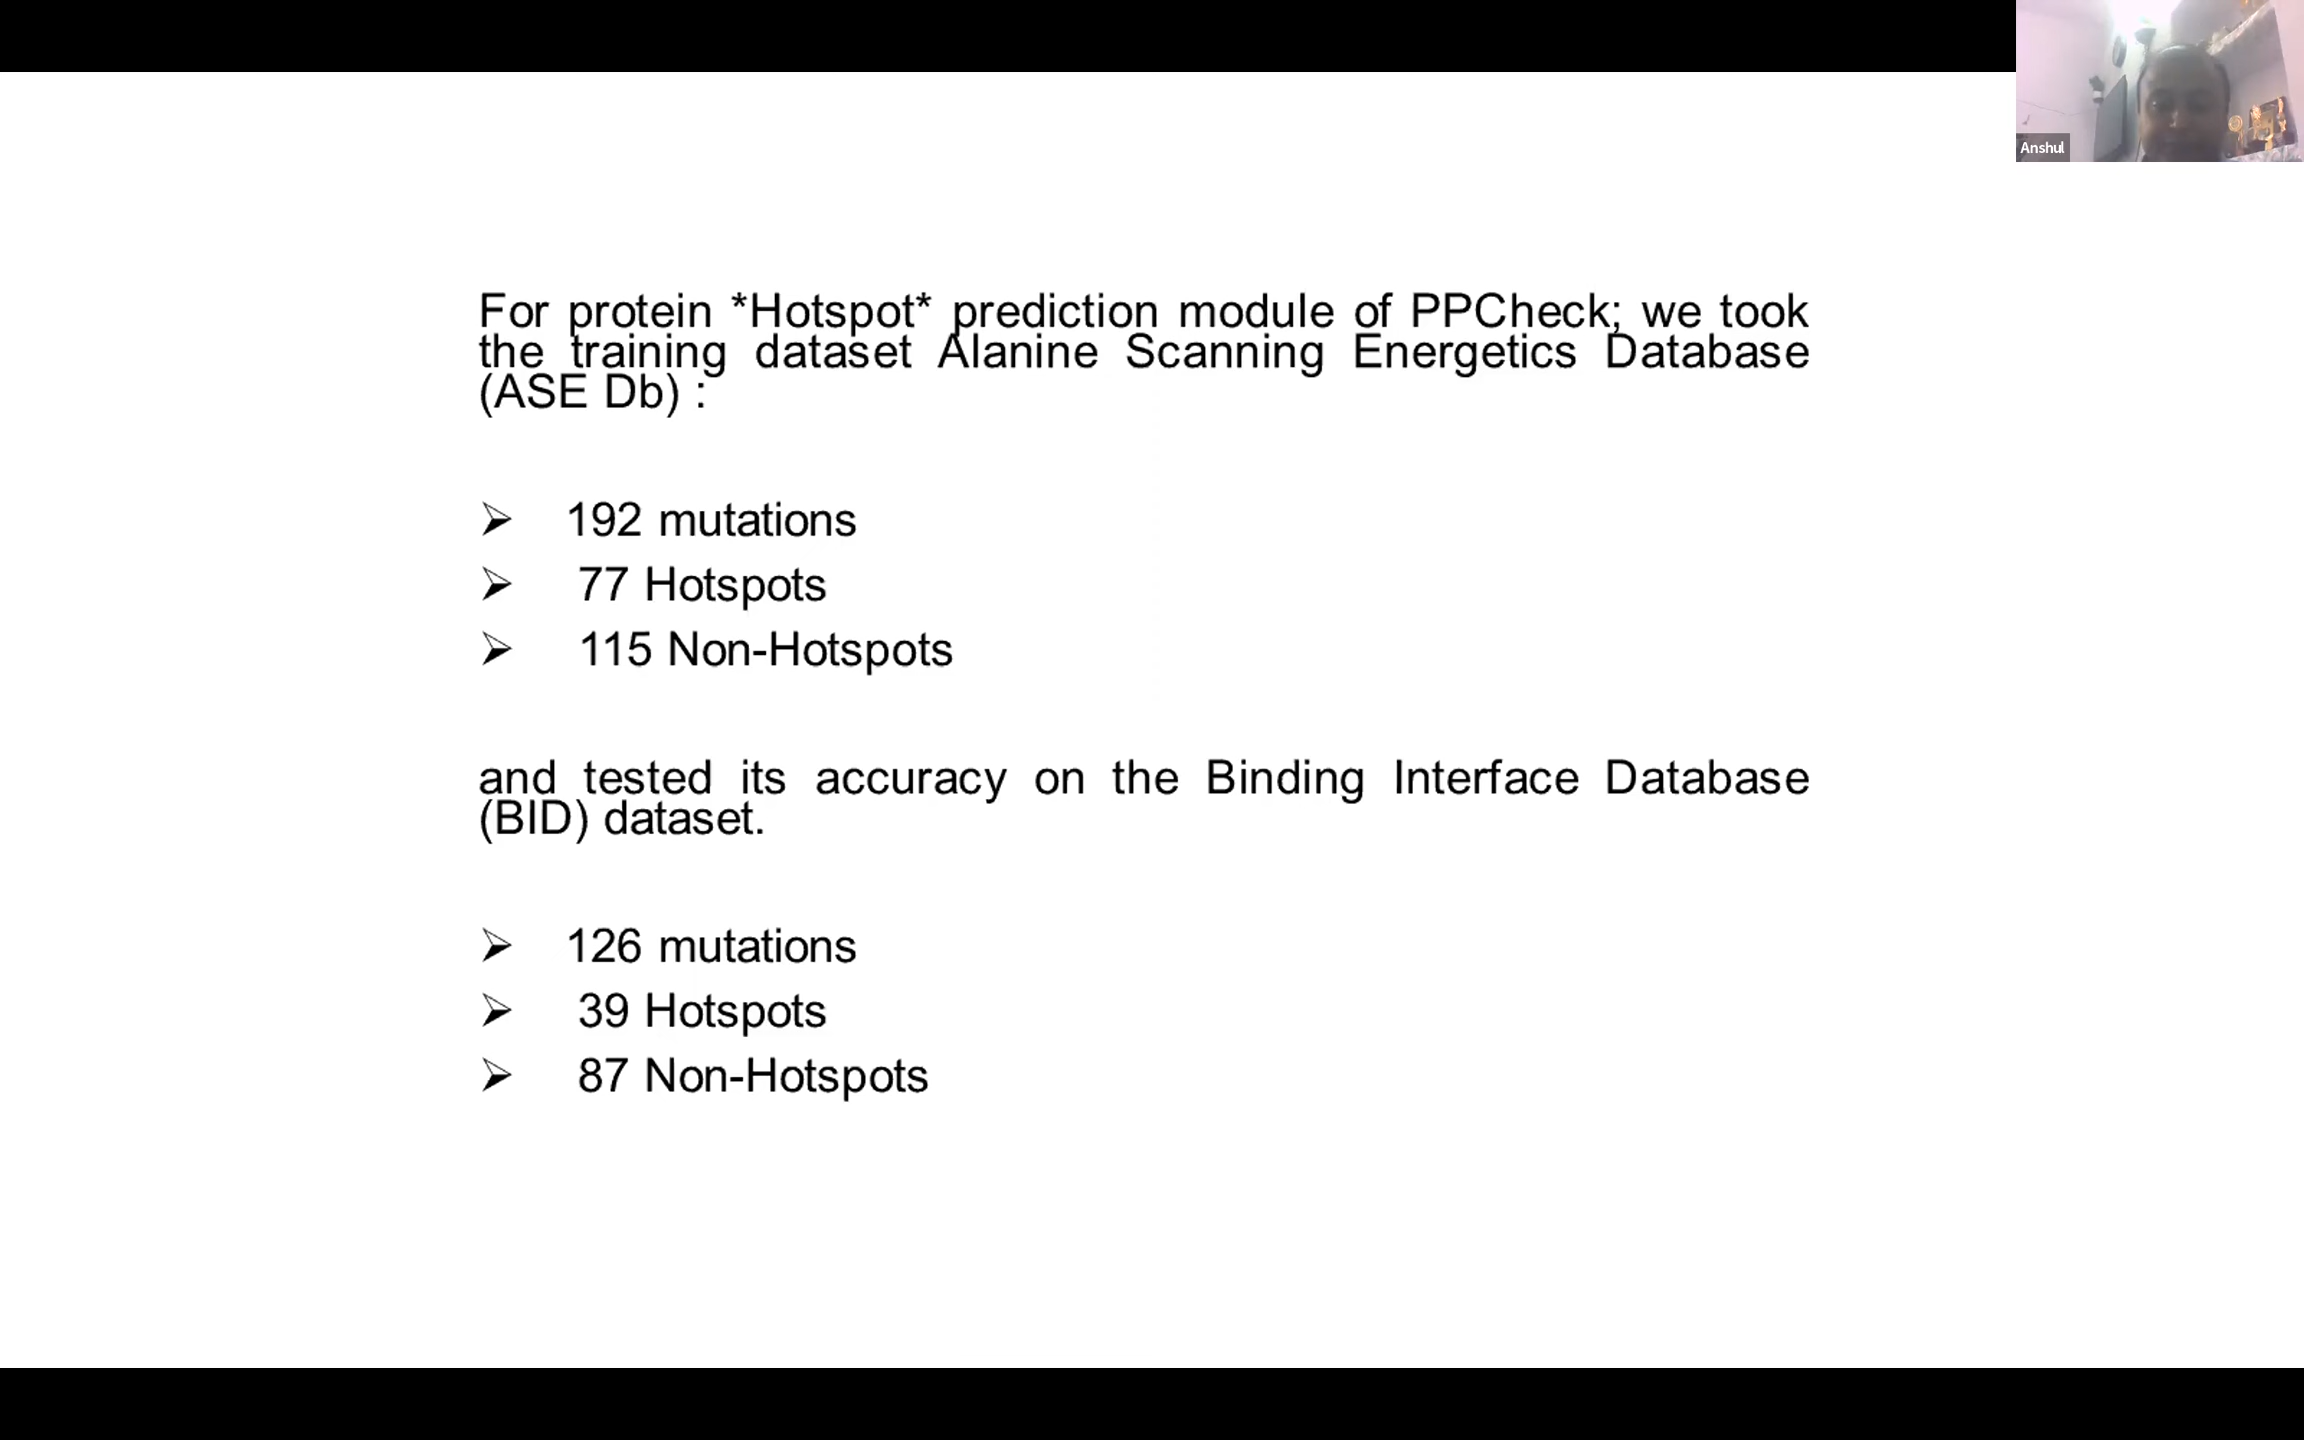 Anshul
For protein *Hotspot* prediction module of PPCheck; we took
the training dataset Alanine Scanning Energetics Database
(ASE Db) :
➢ 192 mutations
➢ 77 Hotspots
➢ 115 Non-Hotspots
and tested its accuracy on the Binding Interface Database
(BID) dataset.
➢ 126 mutations
➢ 39 Hotspots
➢ 87 Non-Hotspots